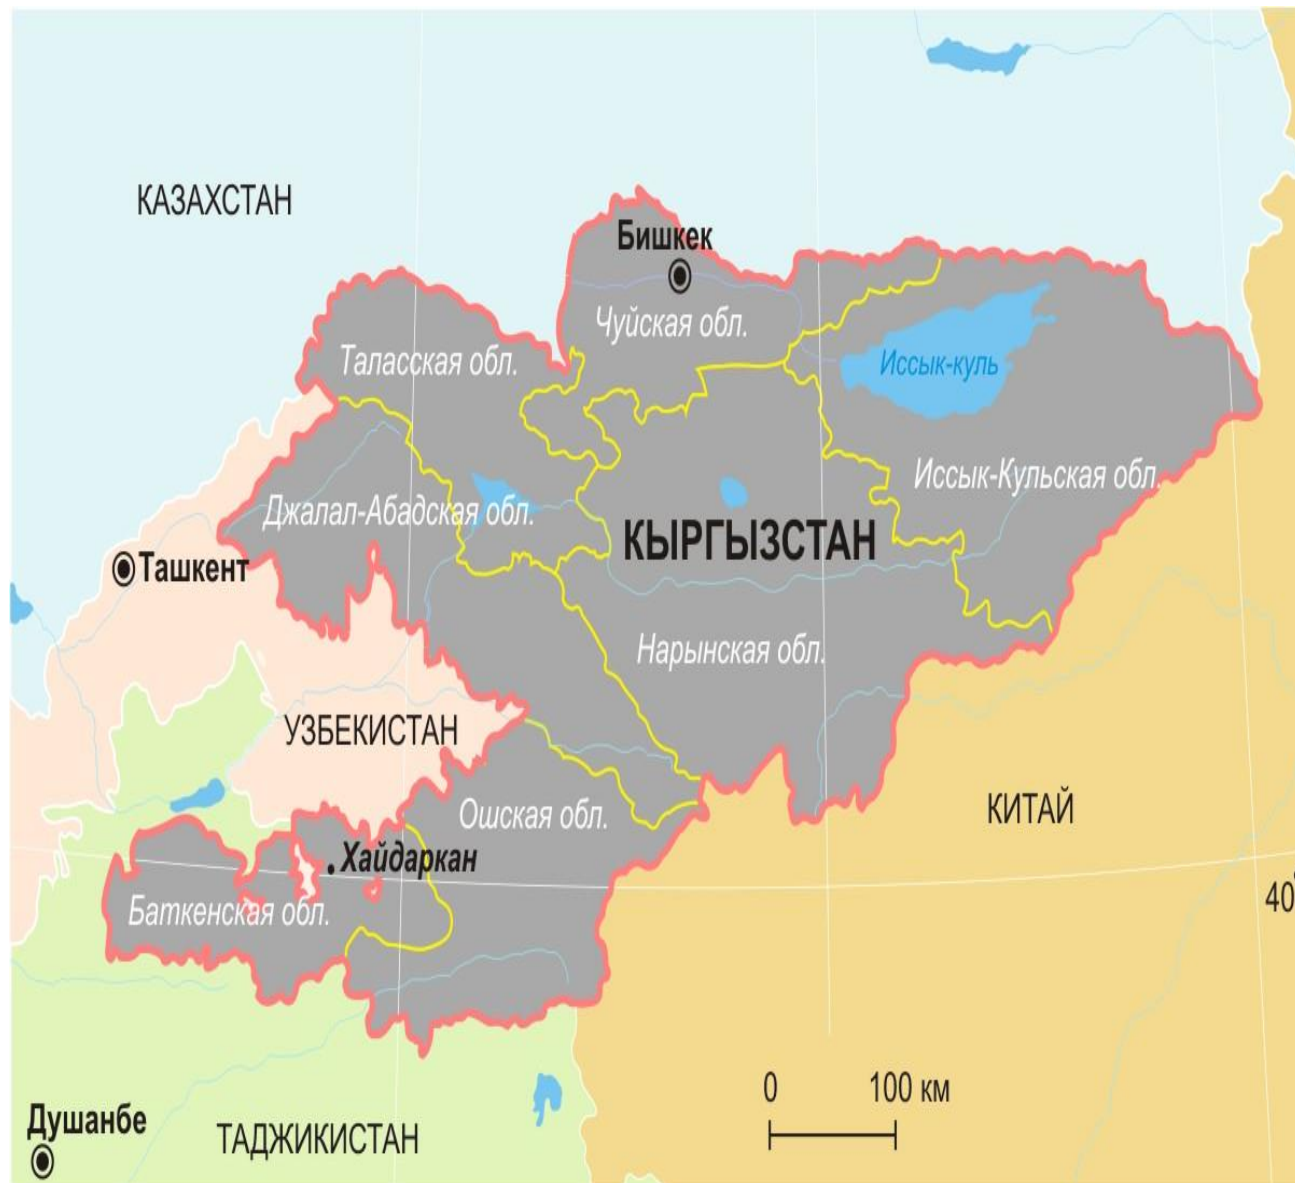 КАЗАХСТАН
Бишкек
Чуйская обл.
Таласская обл.
Иссык-куль
Иссык-Кульская обл.
Джалал-Абадская обл.
КЫРГЫЗСТАН
Ташкент
Нарынская обл.
УЗБЕКИСТАН
Ошская обл.
КИТАЙ
Хайдаркан
40°
Баткенская обл.
0 100 км
Душанбе
ТАДЖИКИСТАН